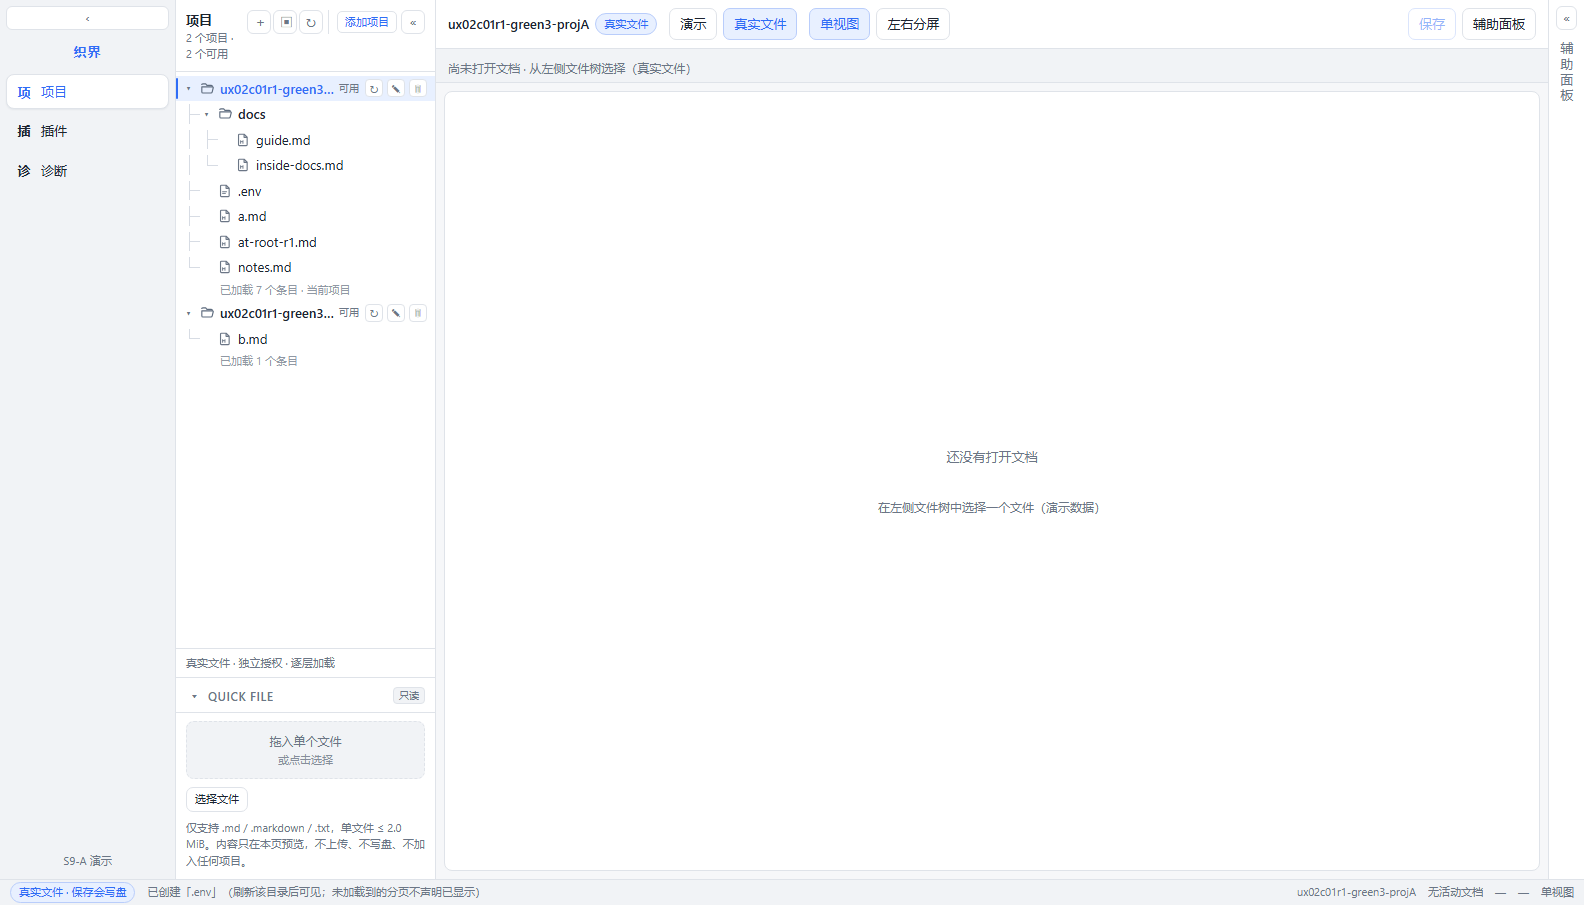 ‹
织界
项 项目
插 插件
诊 诊断
S9-A 演示
项目
2 个项目 ·
2 个可用
+
↻
添加项目
«
ux02c01r1-green3... 可用 ↻
docs
guide.md
inside-docs.md
.env
a.md
at-root-r1.md
notes.md
已加载 7 个条目 · 当前项目
ux02c01r1-green3... 可用 ↻
b.md
已加载 1 个条目
真实文件 · 独立授权 · 逐层加载
QUICK FILE 只读
拖入单个文件
或点击选择
选择文件
仅支持 .md / .markdown / .txt，单文件 ≤ 2.0
MiB。内容只在本页预览，不上传、不写盘、不加
入任何项目。
ux02c01r1-green3-projA 真实文件 演示 真实文件 单视图 左右分屏 保存 辅助面板
尚未打开文档 · 从左侧文件树选择（真实文件）
还没有打开文档
在左侧文件树中选择一个文件（演示数据）
«
辅助面板
真实文件 · 保存会写盘 已创建「.env」（刷新该目录后可见；未加载到的分页不声明已显示） ux02c01r1-green3-projA 无活动文档 — — 单视图